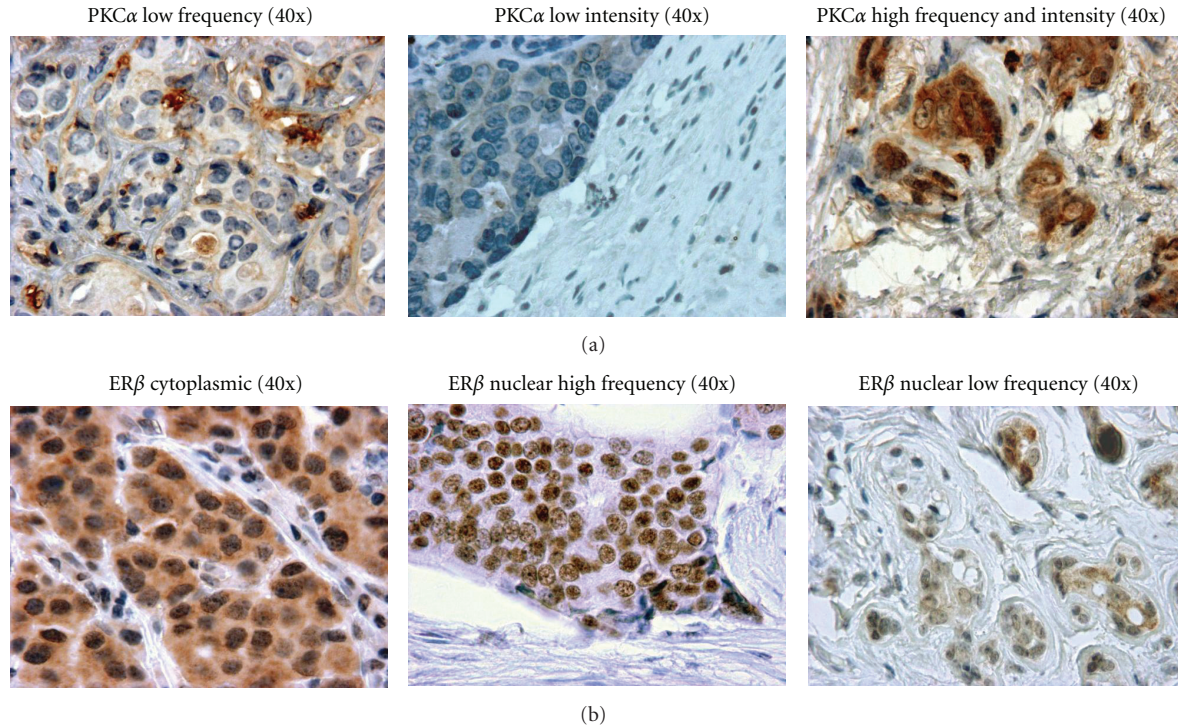 PKCα low frequency (40x)
PKCα low intensity (40x)
PKCα high frequency and intensity (40x)
(a)
ERβ cytoplasmic (40x)
ERβ nuclear high frequency (40x)
ERβ nuclear low frequency (40x)
(b)